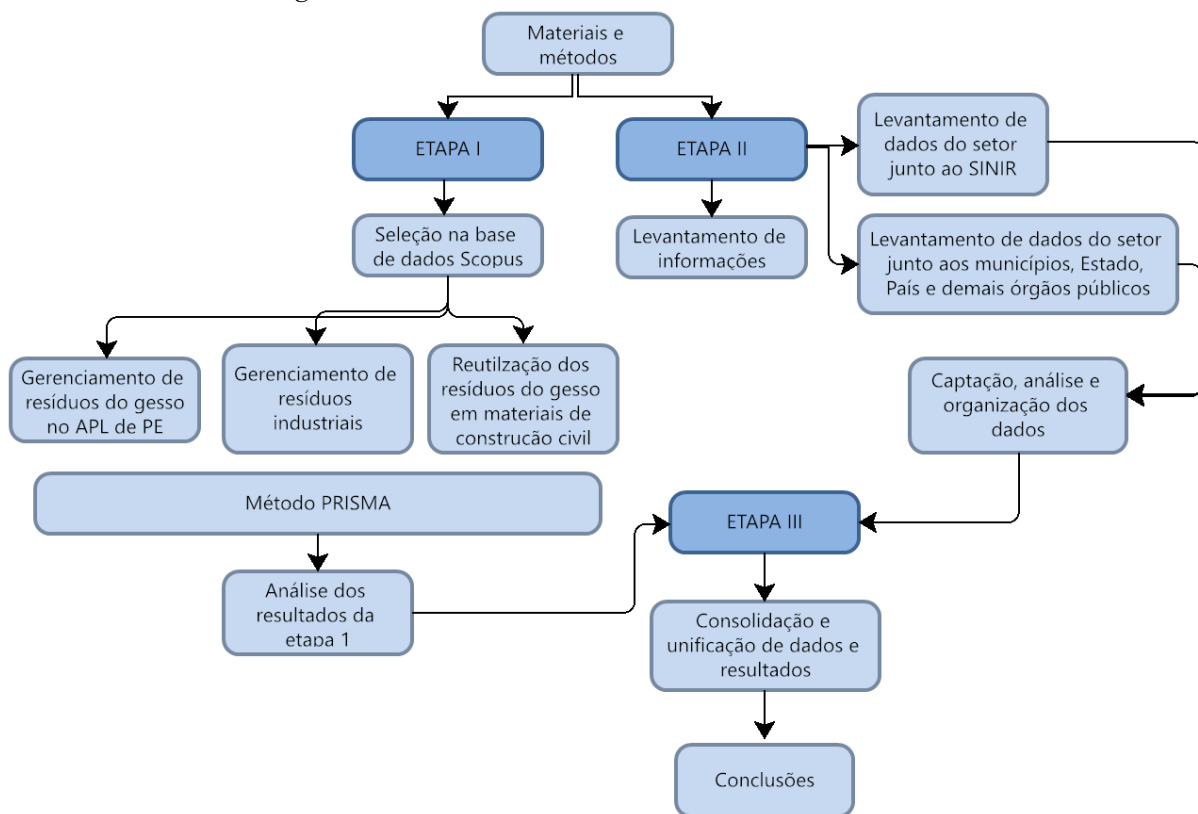 Materiais e
métodos
ETAPA I
ETAPA II
Levantamento de
dados do setor
junto ao SINIR
Seleção na base
de dados Scopus
Levantamento de
informações
Levantamento de dados do setor
junto aos municípios, Estado,
País e demais órgãos públicos
Gerenciamento de
resíduos do gesso
no APL de PE
Gerenciamento de
resíduos
industriais
Reutilzação dos
resíduos do gesso
em materiais de
construcão civil
Captação, análise e
organização dos
dados
Método PRISMA
ETAPA III
Análise dos
resultados da
etapa 1
Consolidação e
unificação de dados e
resultados
Conclusões